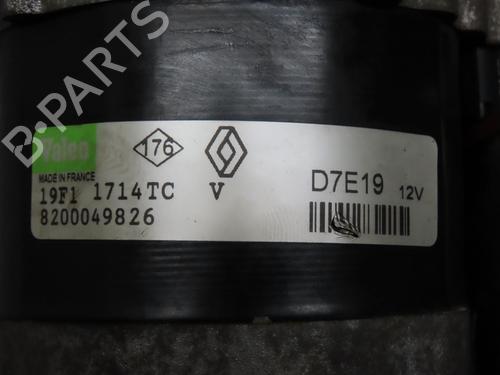 B-PARTS
Valeo
176
MADE IN FRANCE
19F1 1714TC
V
8200049826
D7E19 12V